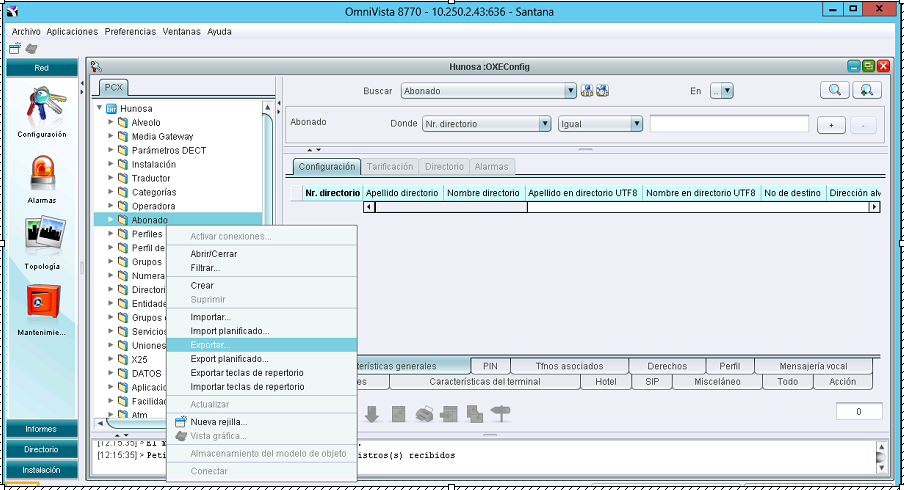 OmniVista 8770 - 10.250.2.43:636 - Santana
Archivo Aplicaciones Preferencias Ventanas Ayuda
Red
Configuración
Alarmas
Topología
Mantenimie...
Informes
Directorio
Instalación
Hunosa :OXEConfig
PCX
Hunosa
Alveolo
Media Gateway
Parámetros DECT
Instalación
Traductor
Categorías
Operadora
Abonado
Perfiles
Perfil de
Grupos
Numera
Directori
Entidade
Grupos
Servicios
Uniones
X25
DATOS
Aplicacio
Facilida
Atm
Activar conexiones...
Abrir/Cerrar
Filtrar...
Crear
Suprimir
Importar...
Import planificado...
Exportar...
Export planificado...
Exportar teclas de repertorio
Importar teclas de repertorio
Actualizar
Nueva rejilla...
Vista gráfica...
Almacenamiento del modelo de objeto
Conectar
Buscar Abonado En ..
Abonado Donde Nr. directorio Igual + -
Configuración Tarificación Directorio Alarmas
Nr. directorio Apellido directorio Nombre directorio Apellido en directorio UTF8 Nombre en directorio UTF8 No de destino Dirección alv
terísticas generales PIN Tfnos asociados Derechos Perfil Mensajería vocal
es Características del terminal Hotel SIP Misceláneo Todo Acción
0
[12:15:35] >
[12:15:35] > Peti istros(s) recibidos